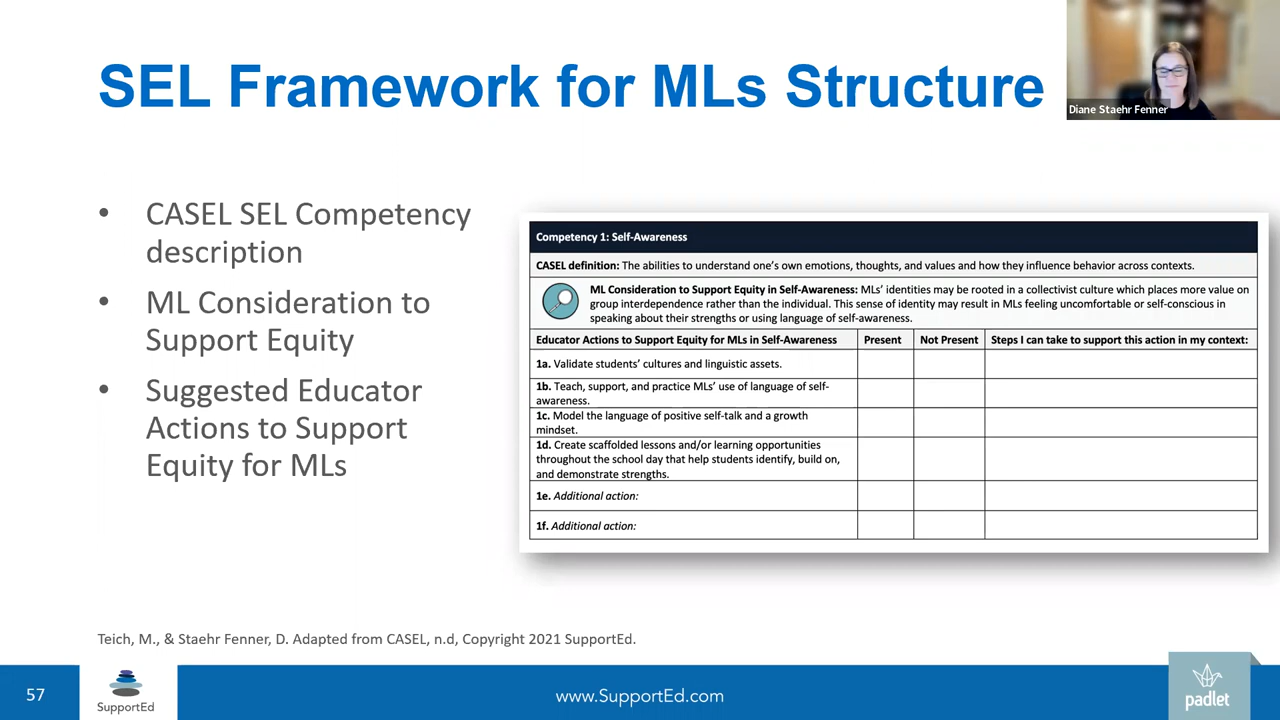 SEL Framework for MLs Structure
Diane Staehr Fenner
• CASEL SEL Competency
description
• ML Consideration to
Support Equity
• Suggested Educator
Actions to Support
Equity for MLs
Competency 1: Self-Awareness
CASEL definition: The abilities to understand one's own emotions, thoughts, and values and how they influence behavior across contexts.
ML Consideration to Support Equity in Self-Awareness: MLs' identities may be rooted in a collectivist culture which places more value on
group interdependence rather than the individual. This sense of identity may result in MLs feeling uncomfortable or self-conscious in
speaking about their strengths or using language of self-awareness.
Educator Actions to Support Equity for MLs in Self-Awareness Present Not Present Steps I can take to support this action in my context:
1a. Validate students' cultures and linguistic assets.
1b. Teach, support, and practice MLs' use of language of self-
awareness.
1c. Model the language of positive self-talk and a growth
mindset.
1d. Create scaffolded lessons and/or learning opportunities
throughout the school day that help students identify, build on,
and demonstrate strengths.
1e. Additional action:
1f. Additional action:
Teich, M., & Staehr Fenner, D. Adapted from CASEL, n.d, Copyright 2021 SupportEd.
57
SupportEd
www.SupportEd.com
padlet